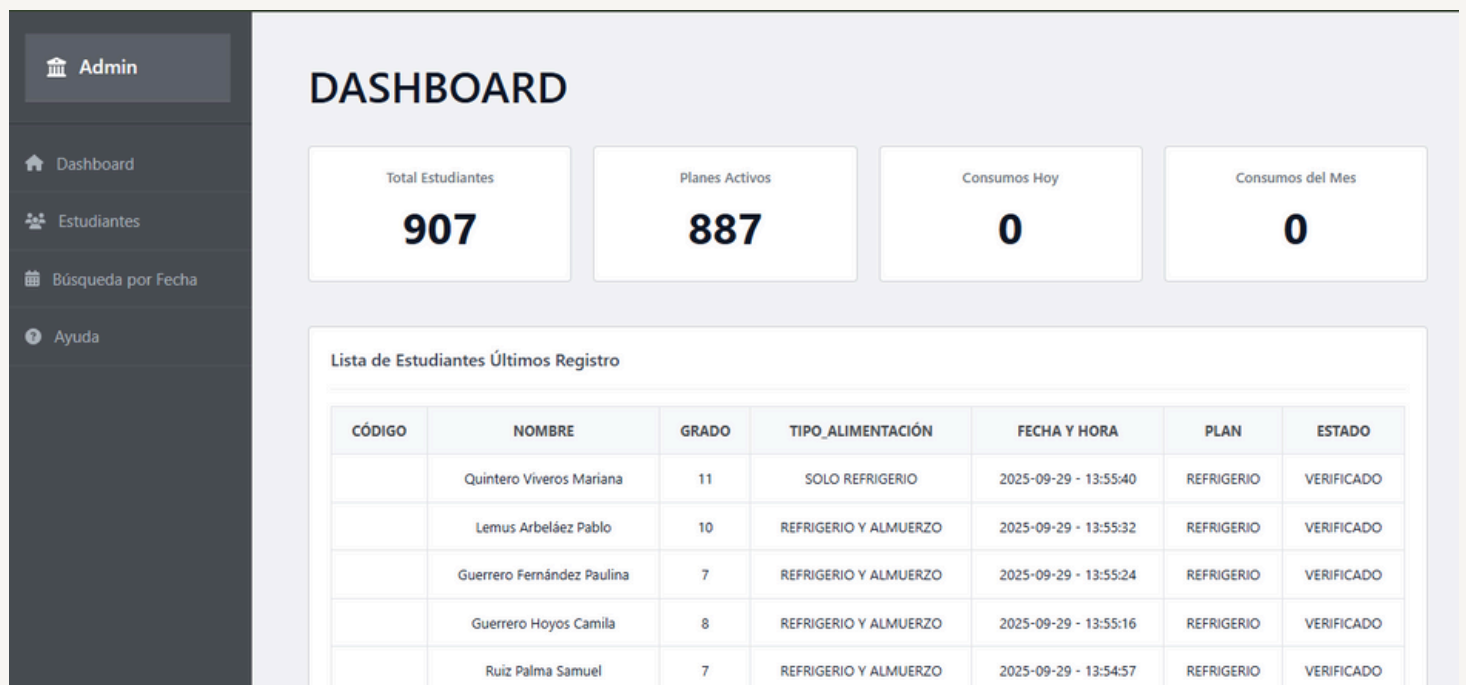 Admin
Dashboard
Estudiantes
Búsqueda por Fecha
Ayuda
DASHBOARD
Total Estudiantes
907
Planes Activos
887
Consumos Hoy
0
Consumos del Mes
0
Lista de Estudiantes Últimos Registro
CÓDIGO NOMBRE GRADO TIPO_ALIMENTACIÓN FECHA Y HORA PLAN ESTADO
Quintero Viveros Mariana 11 SOLO REFRIGERIO 2025-09-29 - 13:55:40 REFRIGERIO VERIFICADO
Lemus Arbeláez Pablo 10 REFRIGERIO Y ALMUERZO 2025-09-29 - 13:55:32 REFRIGERIO VERIFICADO
Guerrero Fernández Paulina 7 REFRIGERIO Y ALMUERZO 2025-09-29 - 13:55:24 REFRIGERIO VERIFICADO
Guerrero Hoyos Camila 8 REFRIGERIO Y ALMUERZO 2025-09-29 - 13:55:16 REFRIGERIO VERIFICADO
Ruiz Palma Samuel 7 REFRIGERIO Y ALMUERZO 2025-09-29 - 13:54:57 REFRIGERIO VERIFICADO